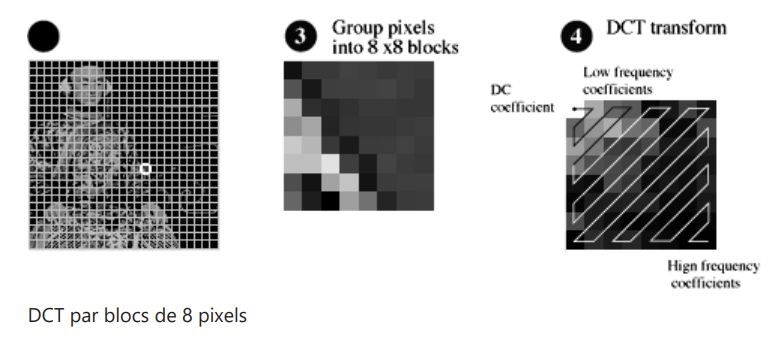 3 Group pixels
into 8 x8 blocks
4 DCT transform
Low frequency
coefficients
DC
coefficient
Hign frequency
coefficients
DCT par blocs de 8 pixels